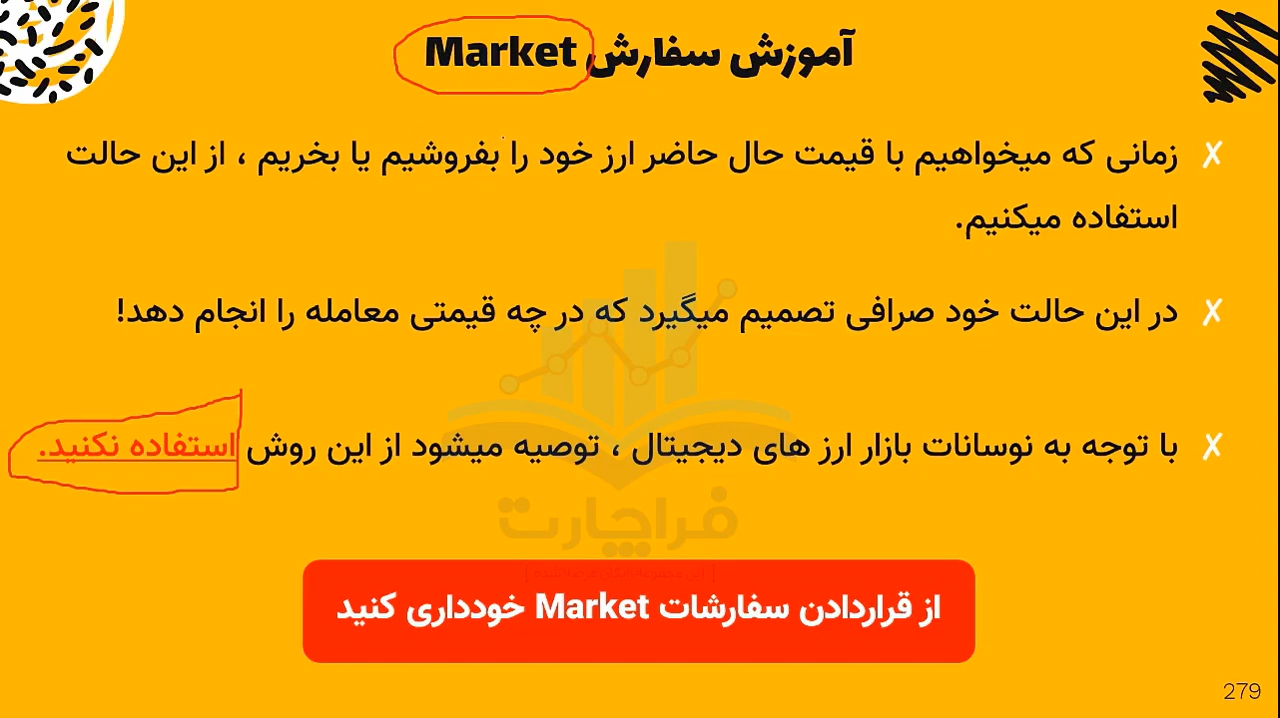 آموزش سفارش Market
✗ زمانی که میخواهیم با قیمت حال حاضر ارز خود را بفروشیم یا بخریم ، از این حالت
استفاده میکنیم.
✗ در این حالت خود صرافی تصمیم میگیرد که در چه قیمتی معامله را انجام دهد!
✗ با توجه به نوسانات بازار ارز های دیجیتال ، توصیه میشود از این روش استفاده نکنید.
فراچارت
از قراردادن سفارشات Market خودداری کنید
279